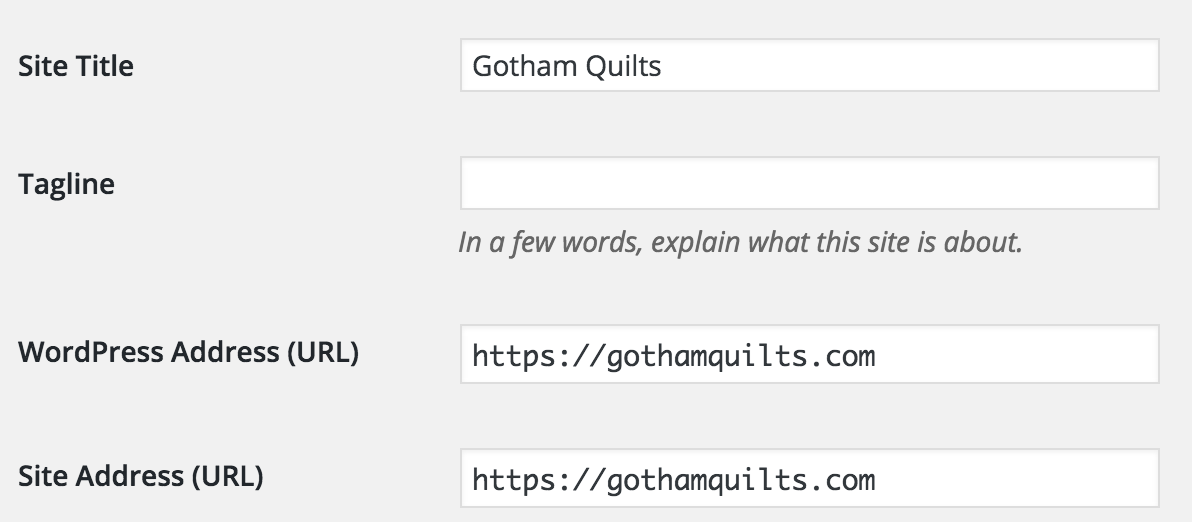 Site Title
Gotham Quilts
Tagline
In a few words, explain what this site is about.
WordPress Address (URL)
https://gothamquilts.com
Site Address (URL)
https://gothamquilts.com